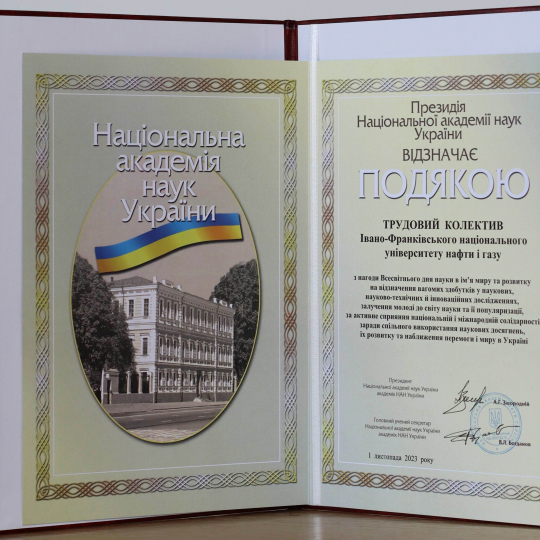 Національна
академія
наук
України
Президія
Національної академії наук
України
ВІДЗНАЧАЄ
ПОДЯКОЮ
ТРУДОВИЙ КОЛЕКТИВ
Івано-Франківського національного
університету нафти і газу
з нагоди Всесвітнього дня науки в ім'я миру та розвитку
на відзначення вагомих здобутків у наукових,
науково-технічних й інноваційних дослідженнях,
залучення молоді до світу науки та її популяризації,
за активне сприяння національній і міжнародній солідарності
заради спільного використання наукових досягнень,
їх розвитку та наближення перемоги і миру в Україні
Президент
Національної академії наук України
академік НАН України
А.Г. Загородній
Головний учений секретар
Національної академії наук України
академік НАН України
В.Л. Богданов
1 листопада 2023 року